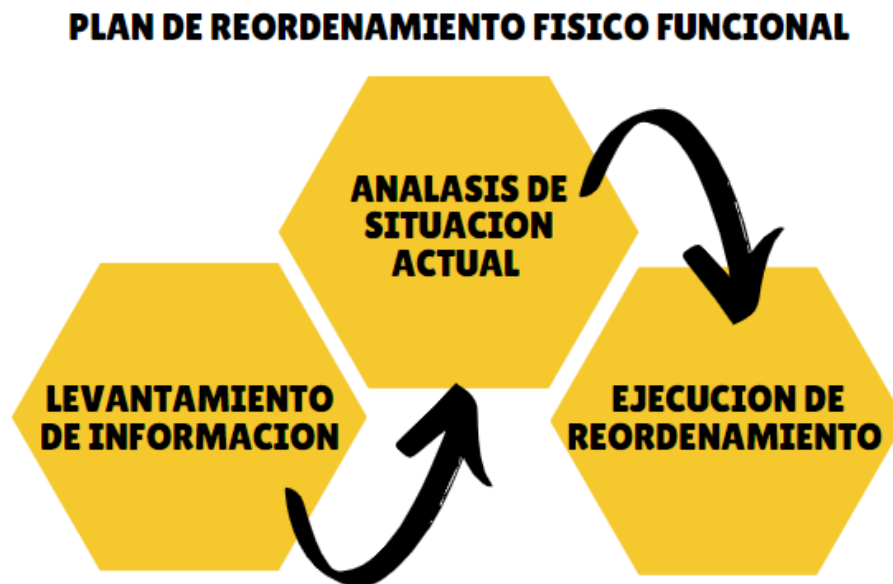 PLAN DE REORDENAMIENTO FISICO FUNCIONAL
ANALASIS DE
SITUACION
ACTUAL
LEVANTAMIENTO
DE INFORMACION
EJECUCION DE
REORDENAMIENTO